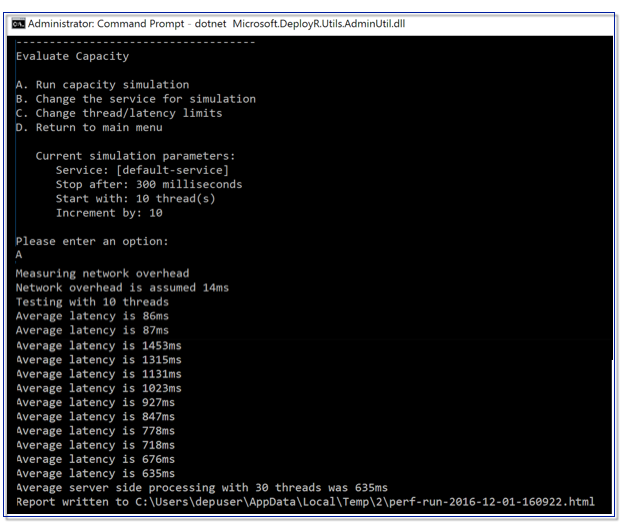 Administrator: Command Prompt - dotnet Microsoft.DeployR.Utils.AdminUtil.dll
------------------------------------
Evaluate Capacity
A. Run capacity simulation
B. Change the service for simulation
C. Change thread/latency limits
D. Return to main menu
Current simulation parameters:
Service: [default-service]
Stop after: 300 milliseconds
Start with: 10 thread(s)
Increment by: 10
Please enter an option:
A
Measuring network overhead
Network overhead is assumed 14ms
Testing with 10 threads
Average latency is 86ms
Average latency is 87ms
Average latency is 1453ms
Average latency is 1315ms
Average latency is 1131ms
Average latency is 1023ms
Average latency is 927ms
Average latency is 847ms
Average latency is 778ms
Average latency is 718ms
Average latency is 676ms
Average latency is 635ms
Average server side processing with 30 threads was 635ms
Report written to C:\Users\depuser\AppData\Local\Temp\2\perf-run-2016-12-01-160922.html